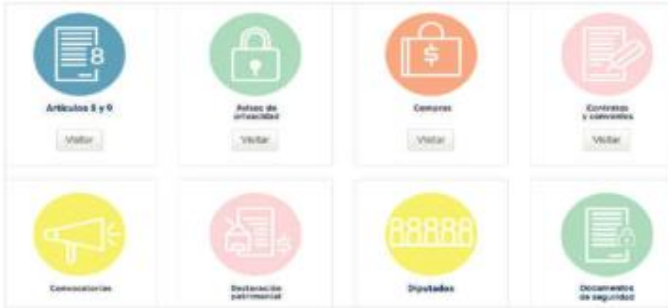 8
$
Artículos 8 y 9
Avisos de
privacidad
Compras
Contratos
y convenios
Visitar
Visitar
Visitar
Visitar
$
Convocatorias
Declaración
patrimonial
Diputados
Documentos
de seguridad